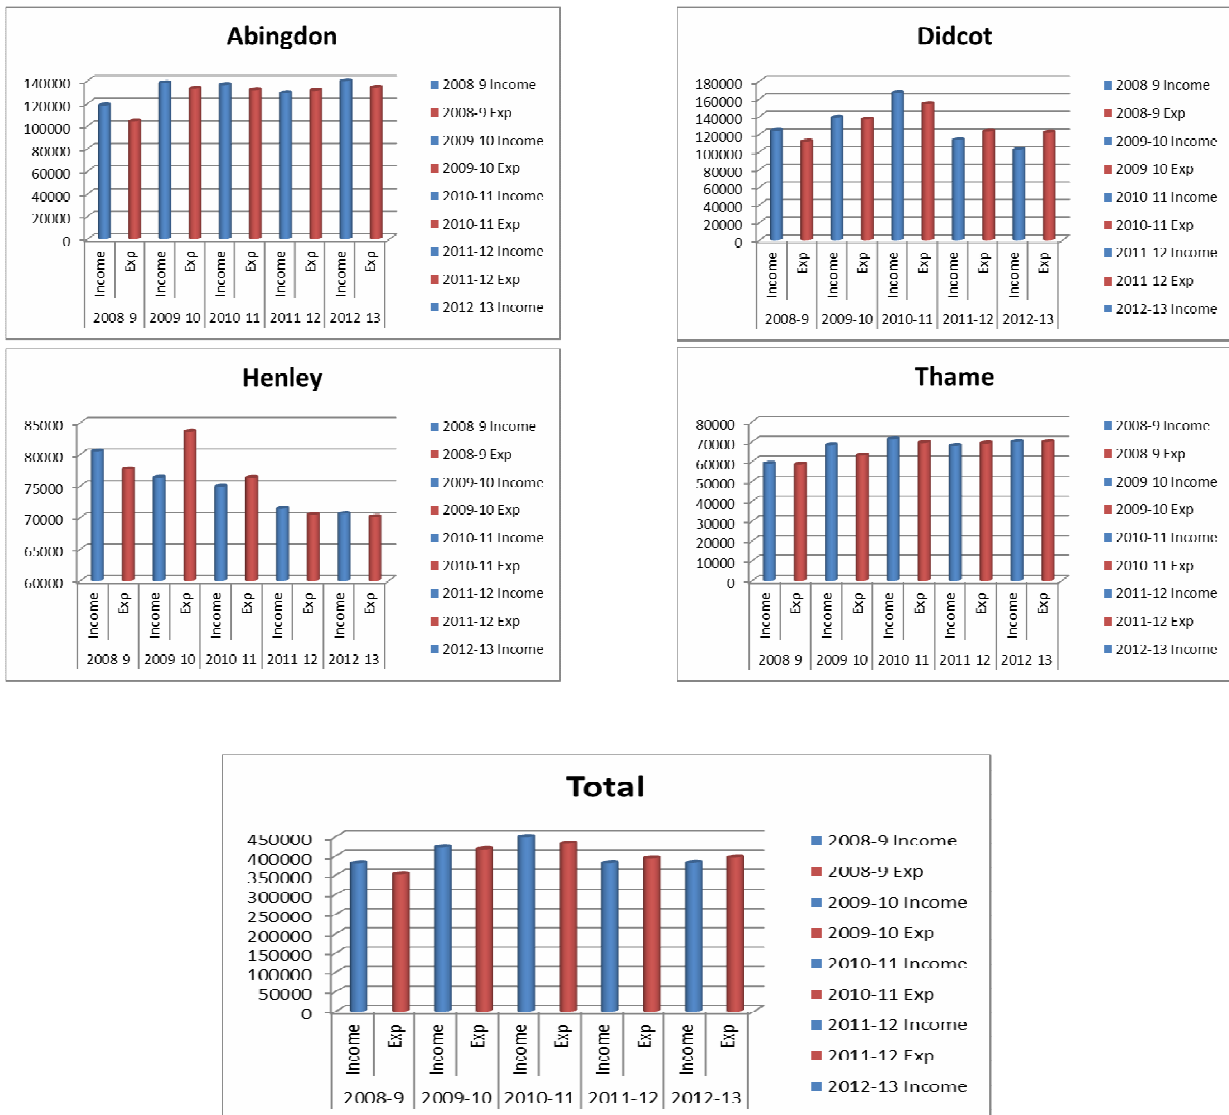 Abingdon
140000
120000
100000
80000
60000
40000
20000
0
Income
Exp
Income
Exp
Income
Exp
Income
Exp
Income
Exp
2008-9 2009-10 2010-11 2011-12 2012-13
2008-9 Income
2008-9 Exp
2009-10 Income
2009-10 Exp
2010-11 Income
2010-11 Exp
2011-12 Income
2011-12 Exp
2012-13 Income
Didcot
180000
160000
140000
120000
100000
80000
60000
40000
20000
0
Income
Exp
Income
Exp
Income
Exp
Income
Exp
Income
Exp
2008-9 2009-10 2010-11 2011-12 2012-13
2008-9 Income
2008-9 Exp
2009-10 Income
2009-10 Exp
2010-11 Income
2010-11 Exp
2011-12 Income
2011-12 Exp
2012-13 Income
Henley
85000
80000
75000
70000
65000
60000
Income
Exp
Income
Exp
Income
Exp
Income
Exp
Income
Exp
2008-9 2009-10 2010-11 2011-12 2012-13
2008-9 Income
2008-9 Exp
2009-10 Income
2009-10 Exp
2010-11 Income
2010-11 Exp
2011-12 Income
2011-12 Exp
2012-13 Income
Thame
80000
70000
60000
50000
40000
30000
20000
10000
0
Income
Exp
Income
Exp
Income
Exp
Income
Exp
Income
Exp
2008-9 2009-10 2010-11 2011-12 2012-13
2008-9 Income
2008-9 Exp
2009-10 Income
2009-10 Exp
2010-11 Income
2010-11 Exp
2011-12 Income
2011-12 Exp
2012-13 Income
Total
450000
400000
350000
300000
250000
200000
150000
100000
50000
0
Income
Exp
Income
Exp
Income
Exp
Income
Exp
Income
Exp
2008-9 2009-10 2010-11 2011-12 2012-13
2008-9 Income
2008-9 Exp
2009-10 Income
2009-10 Exp
2010-11 Income
2010-11 Exp
2011-12 Income
2011-12 Exp
2012-13 Income